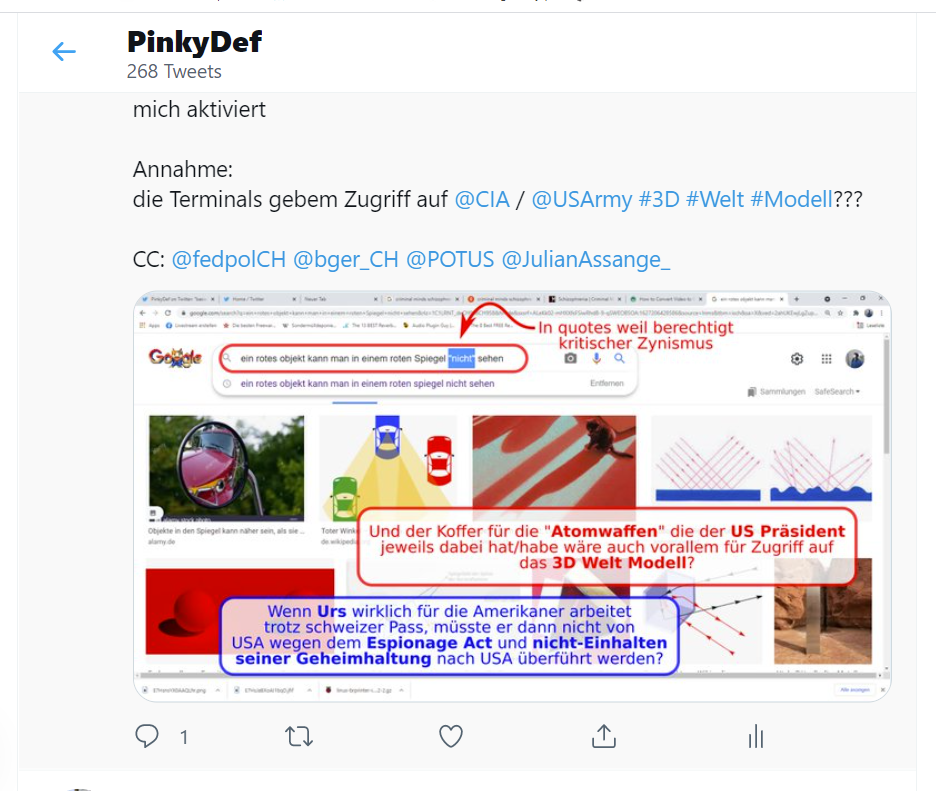 PinkyDef
268 Tweets
mich aktiviert
Annahme:
die Terminals gebem Zugriff auf @CIA / @USArmy #3D #Welt #Modell???
CC: @fedpolCH @bger_CH @POTUS @JulianAssange_
In quotes weil berechtigt
kritischer Zynismus
Google
ein rotes objekt kann man in einem roten Spiegel "nicht" sehen
ein rotes objekt kann man in einem roten spiegel nicht sehen
Entfernen
Sammlungen SafeSearch
Objekte in den Spiegel kann näher sein, als sie ...
alamy.de
Toter Wink
de.wikipedia
Und der Koffer für die "Atomwaffen" die der US Präsident
jeweils dabei hat/habe wäre auch vorallem für Zugriff auf
das 3D Welt Modell?
Wenn Urs wirklich für die Amerikaner arbeitet
trotz schweizer Pass, müsste er dann nicht von
USA wegen dem Espionage Act und nicht-Einhalten
seiner Geheimhaltung nach USA überführt werden?
Alle anzeigen
1